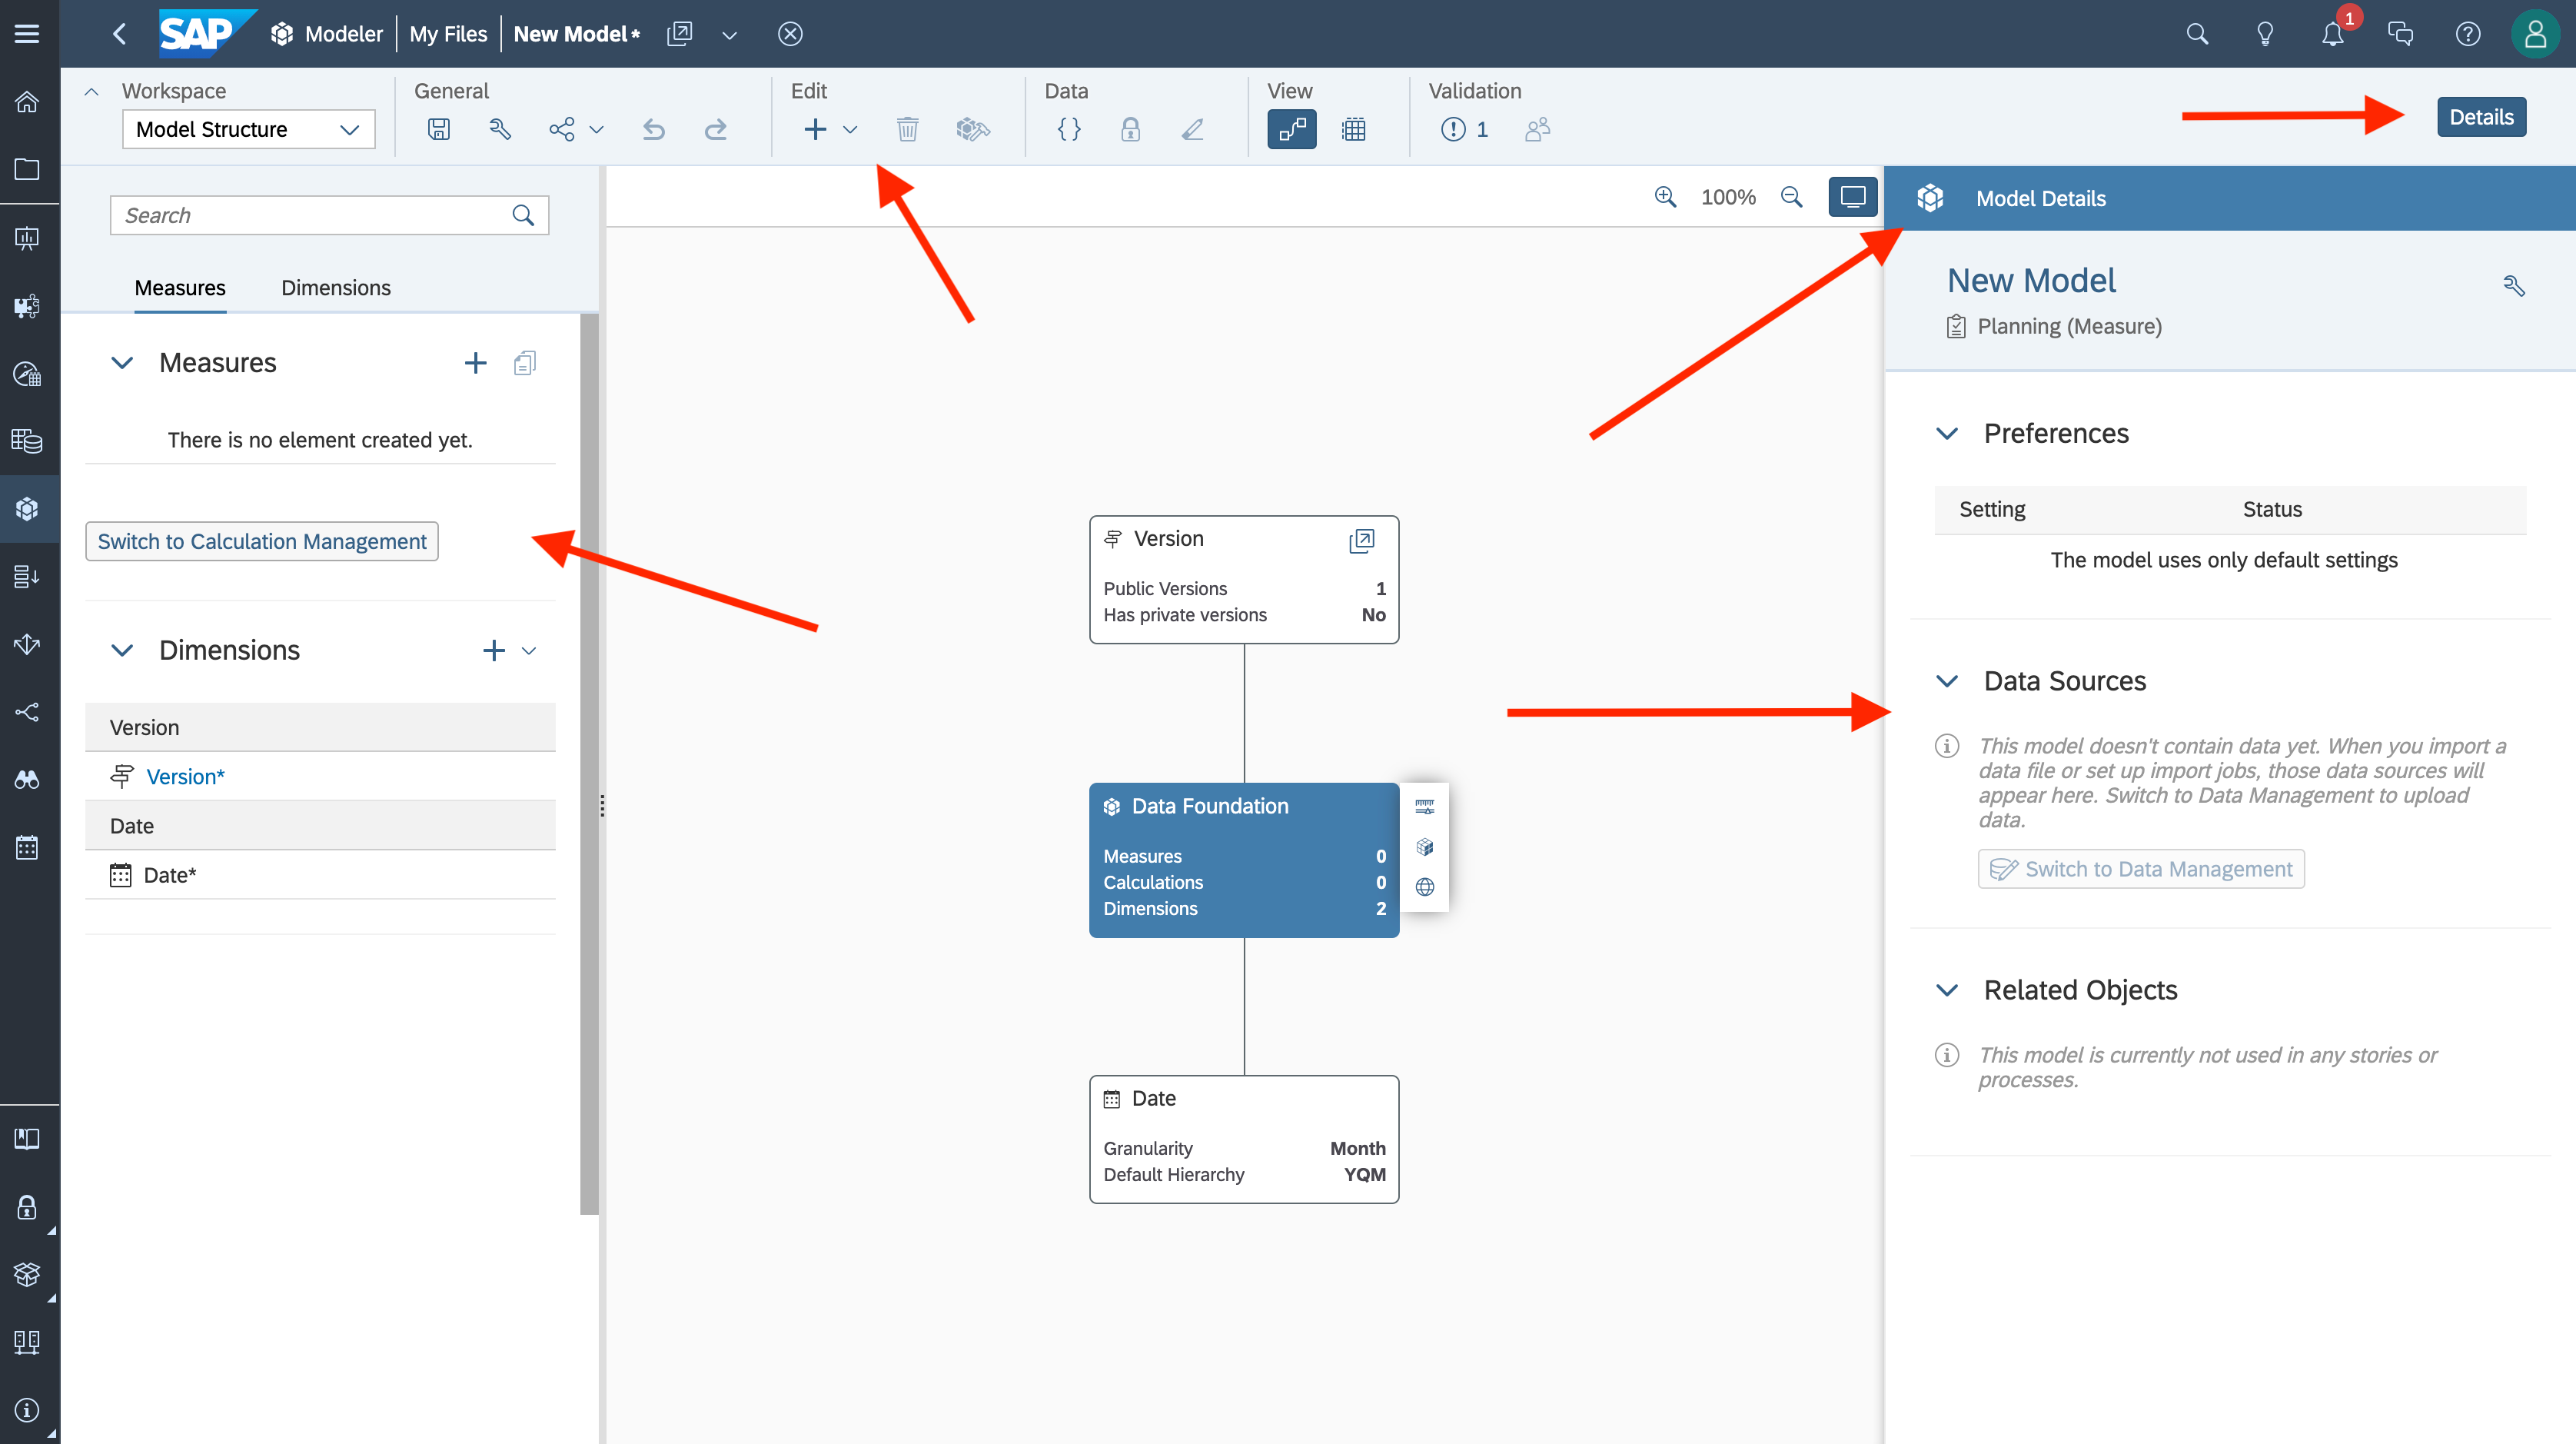 SAP Modeler My Files New Model*
1
Workspace General Edit Data View Validation
Model Structure
1
Details
Search
100%
Measures Dimensions
Measures
There is no element created yet.
Switch to Calculation Management
Dimensions
Version
Version*
Date
Date*
Version
Public Versions 1
Has private versions No
Data Foundation
Measures 0
Calculations 0
Dimensions 2
Date
Granularity Month
Default Hierarchy YQM
Model Details
New Model
Planning (Measure)
Preferences
Setting Status
The model uses only default settings
Data Sources
This model doesn't contain data yet. When you import a
data file or set up import jobs, those data sources will
appear here. Switch to Data Management to upload
data.
Switch to Data Management
Related Objects
This model is currently not used in any stories or
processes.